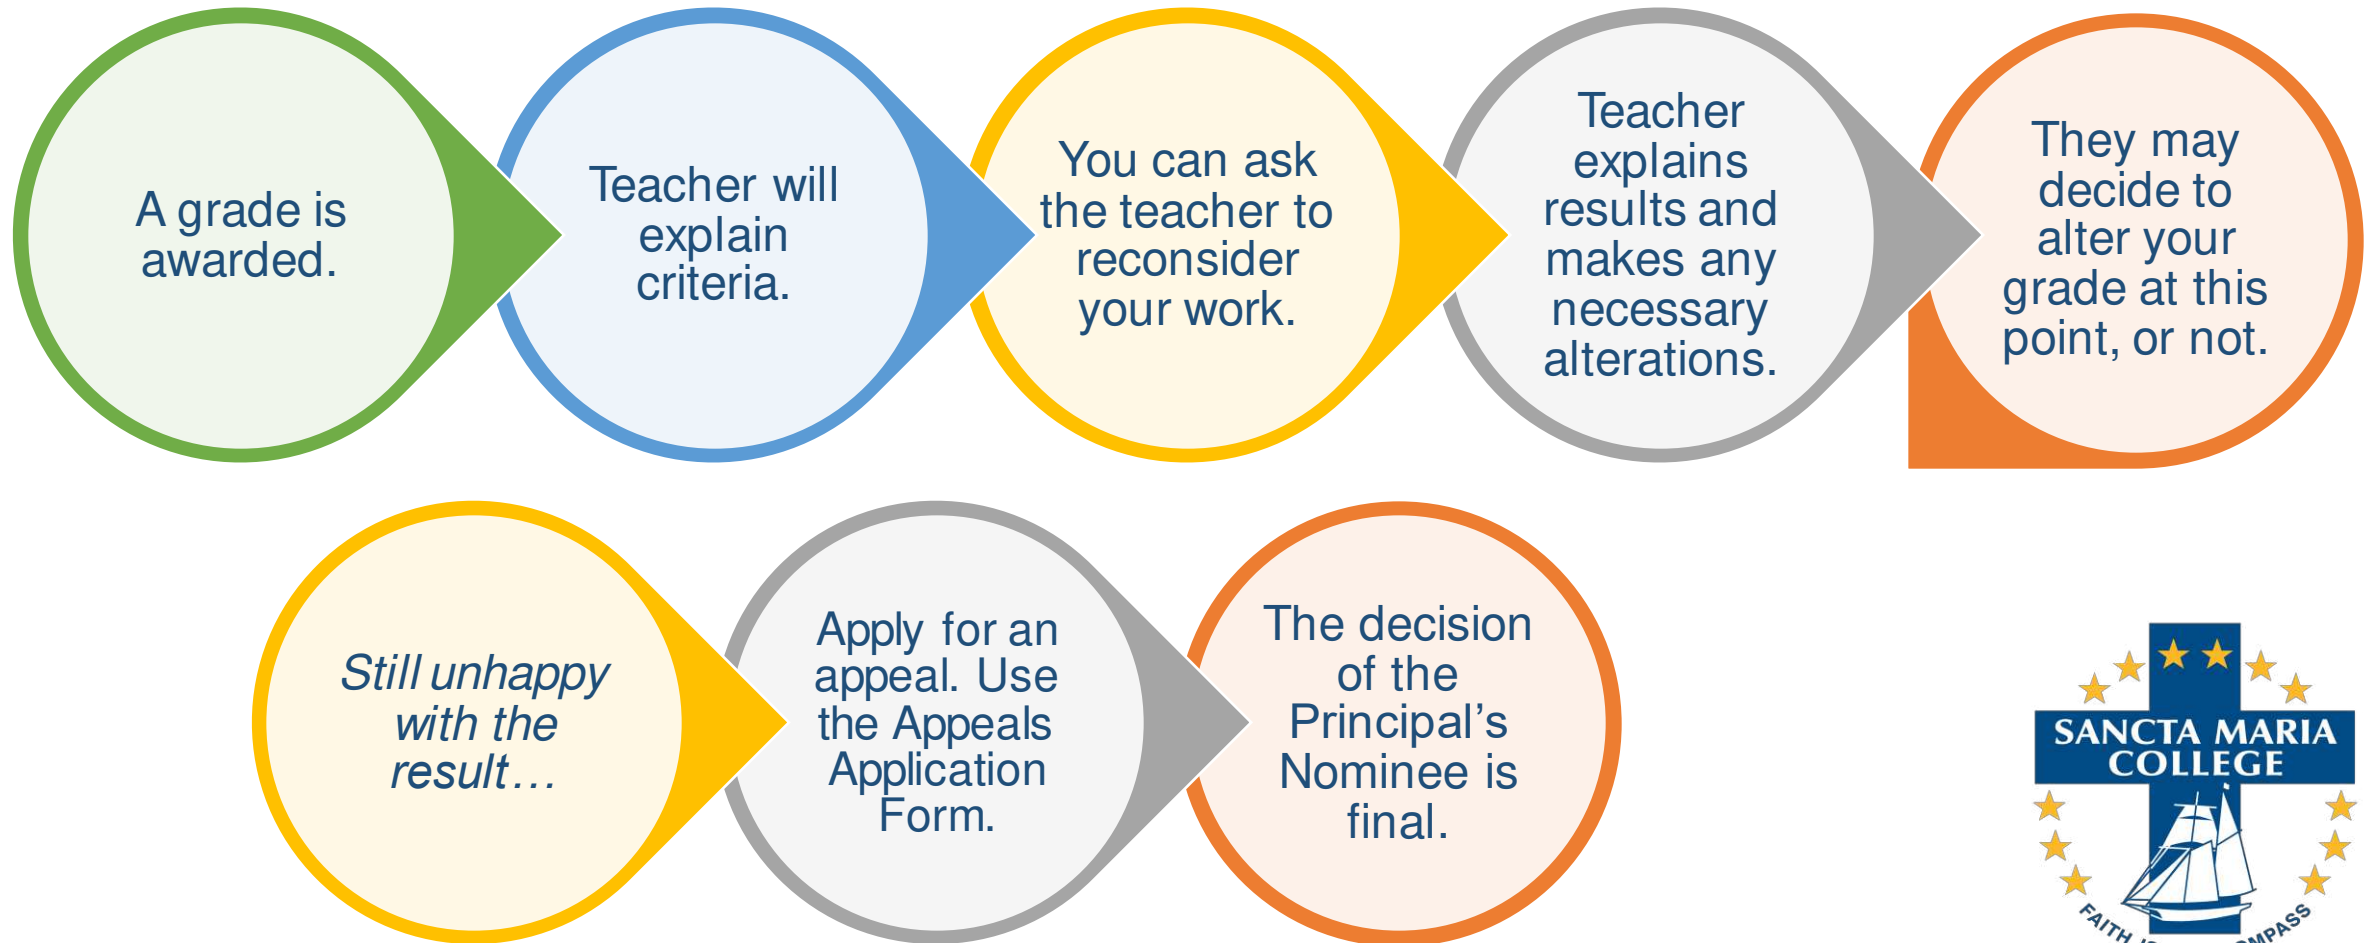 A grade is
awarded.
Teacher will
explain
criteria.
You can ask
the teacher to
reconsider
your work.
Teacher
explains
results and
makes any
necessary
alterations.
They may
decide to
alter your
grade at this
point, or not.
Still unhappy
with the
result…
Apply for an
appeal. Use
the Appeals
Application
Form.
The decision
of the
Principal’s
Nominee is
final.
SANCTA MARIA
COLLEGE
FAITH